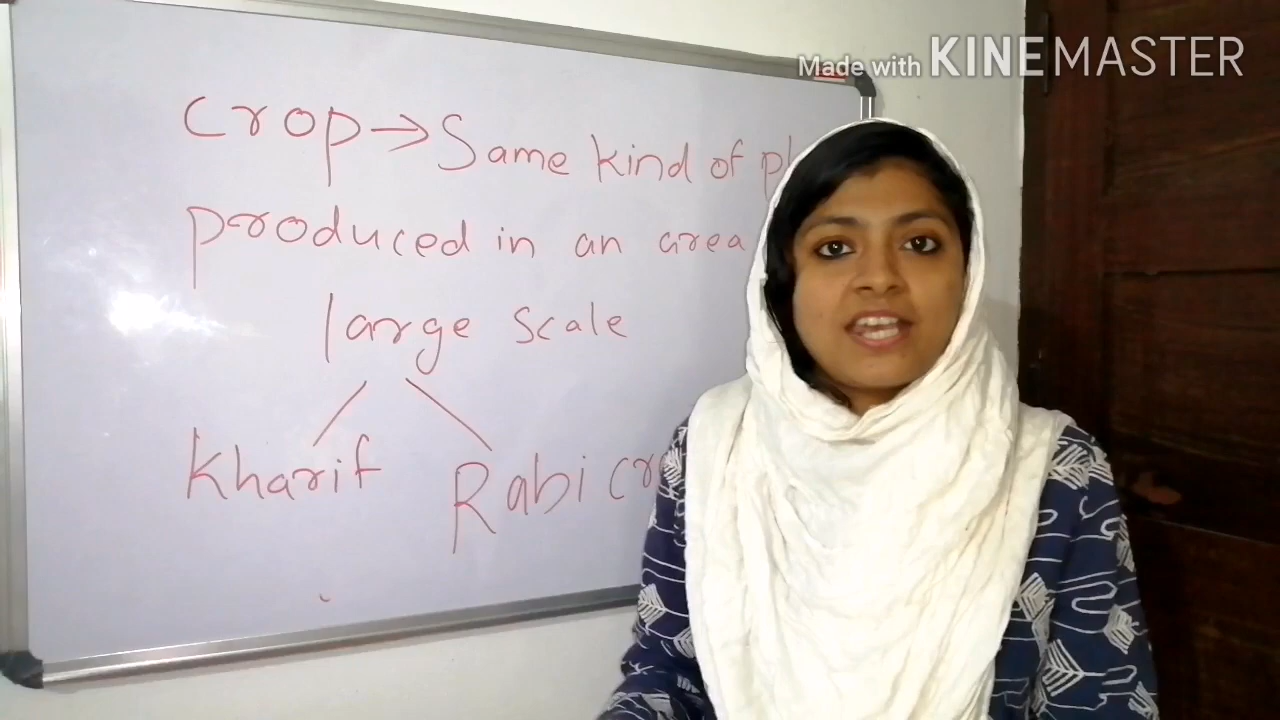 Made with KINEMASTER
Crop → Same kind of
produced in an area
large scale
Kharif Rabi